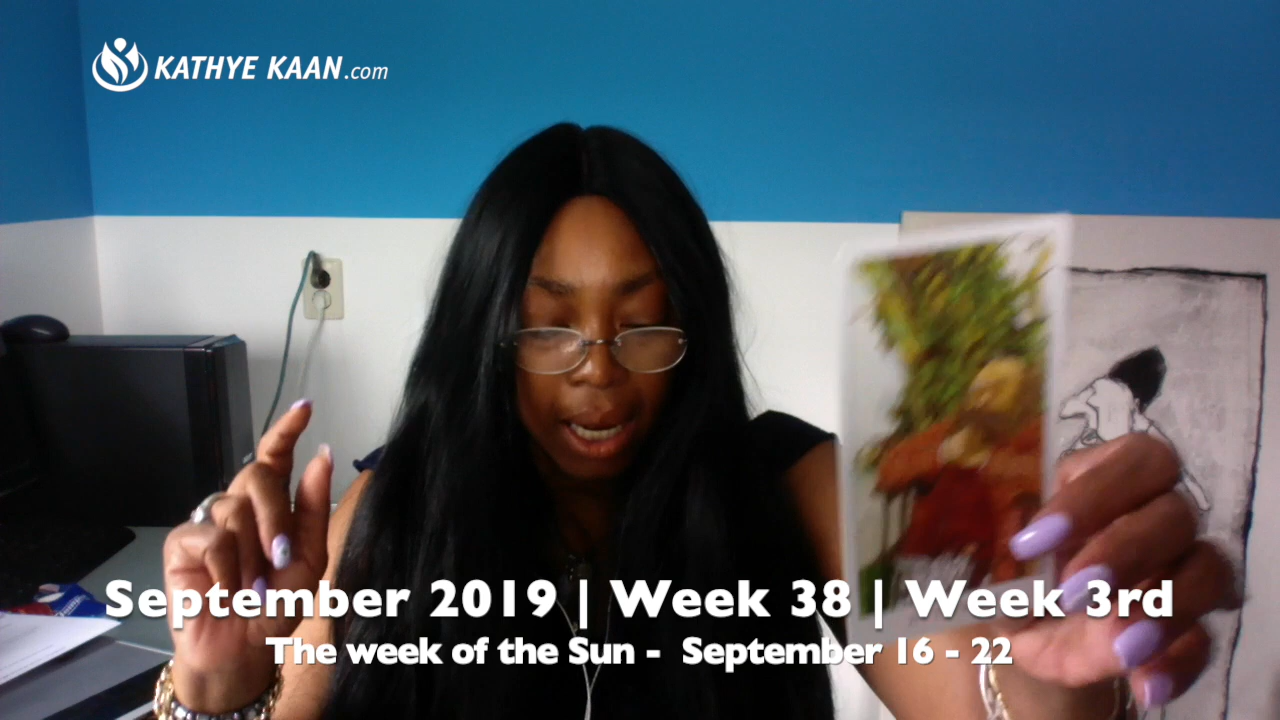 KATHYE KAAN.com
September 2019 | Week 38 | Week 3rd
The week of the Sun - September 16 - 22